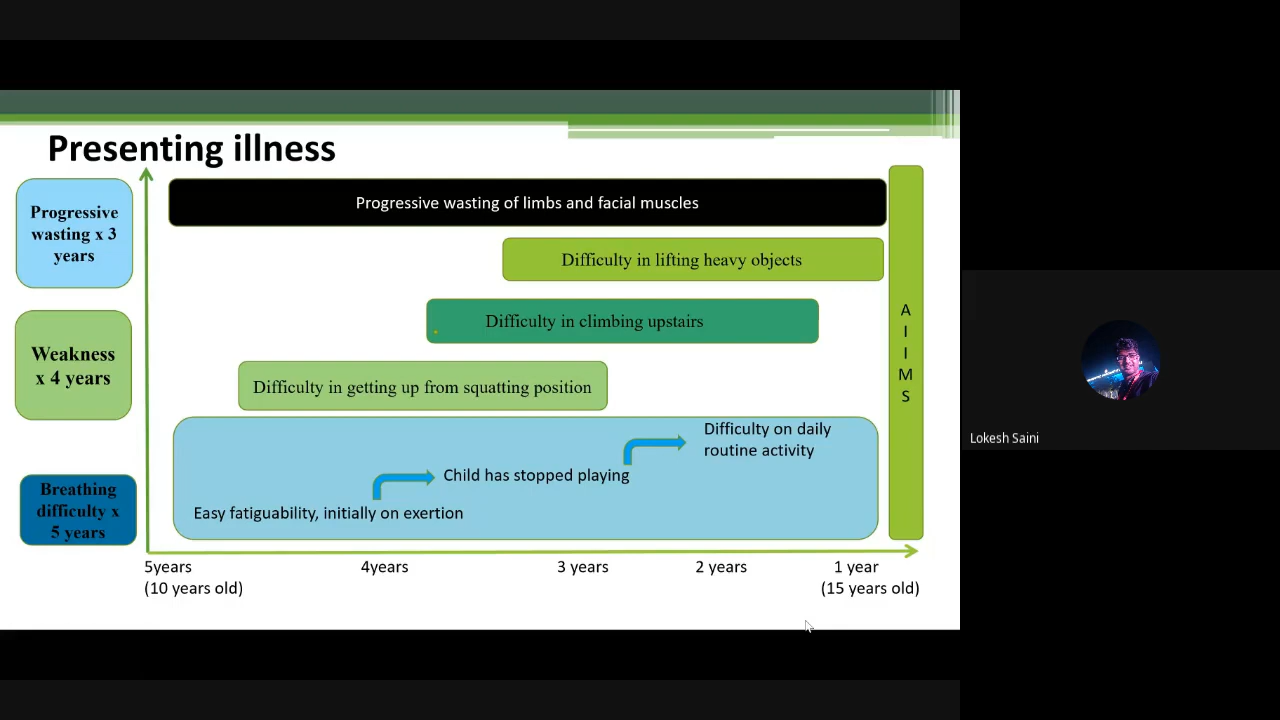 Presenting illness
Progressive
wasting x 3
years
Progressive wasting of limbs and facial muscles
Difficulty in lifting heavy objects
Weakness
x 4 years
Difficulty in climbing upstairs
Difficulty in getting up from squatting position
Breathing
difficulty x
5 years
Difficulty on daily
routine activity
Child has stopped playing
Easy fatiguability, initially on exertion
A
I
I
M
S
5years
(10 years old)
4years
3 years
2 years
1 year
(15 years old)
Lokesh Saini